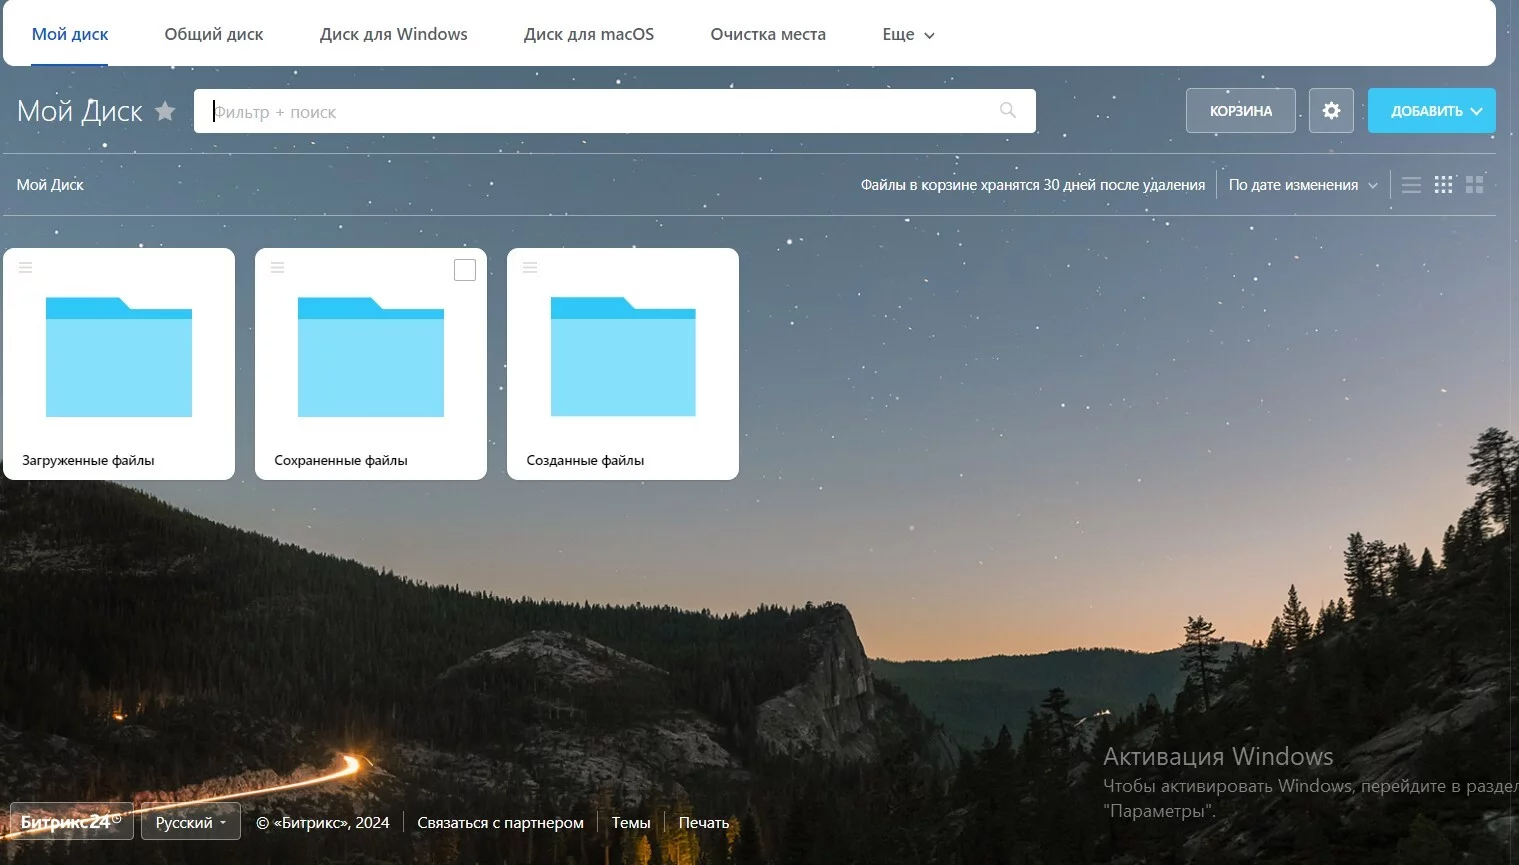 Мой диск
Общий диск
Диск для Windows
Диск для macOS
Очистка места
Еще
Мой Диск
Фильтр + поиск
КОРЗИНА
ДОБАВИТЬ
Мой Диск
Файлы в корзине хранятся 30 дней после удаления
По дате изменения
Загруженные файлы
Сохраненные файлы
Созданные файлы
Активация Windows
Чтобы активировать Windows, перейдите в раздел
"Параметры".
Битрикс24
Русский
© «Битрикс», 2024
Связаться с партнером
Темы
Печать